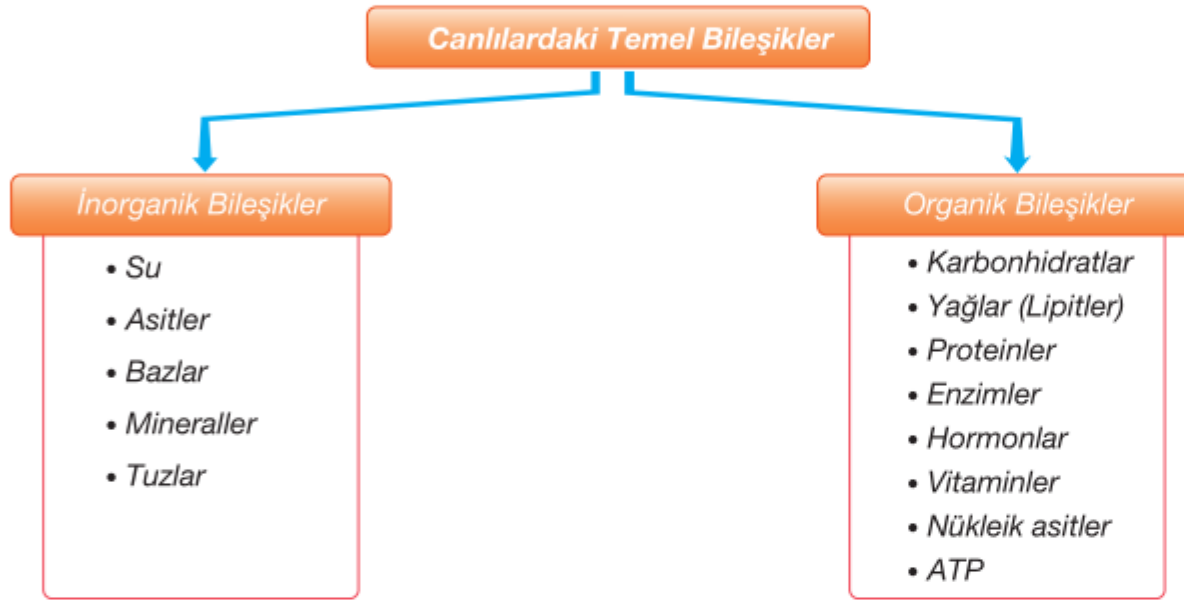 Canlılardaki Temel Bileşikler
İnorganik Bileşikler
• Su
• Asitler
• Bazlar
• Mineraller
• Tuzlar
Organik Bileşikler
• Karbonhidratlar
• Yağlar (Lipitler)
• Proteinler
• Enzimler
• Hormonlar
• Vitaminler
• Nükleik asitler
• ATP